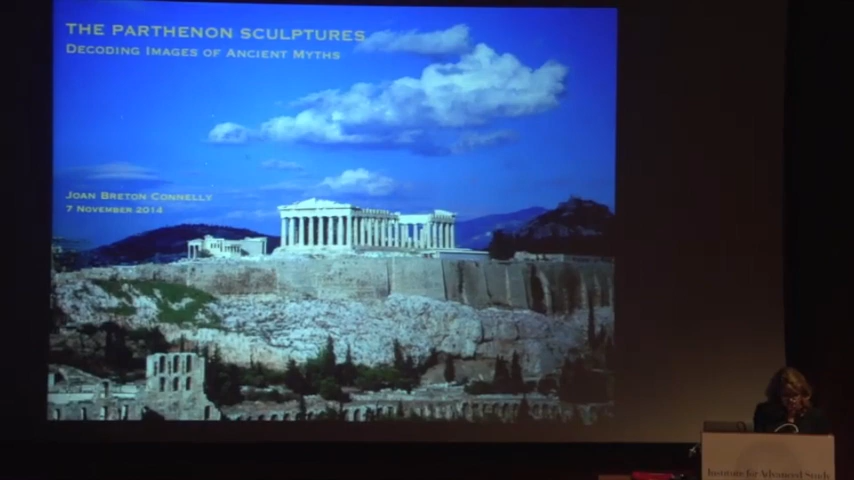 THE PARTHENON SCULPTURES
DECODING IMAGES OF ANCIENT MYTHS
JOAN BRETON CONNELLY
7 NOVEMBER 2014
Institute for Advanced Study